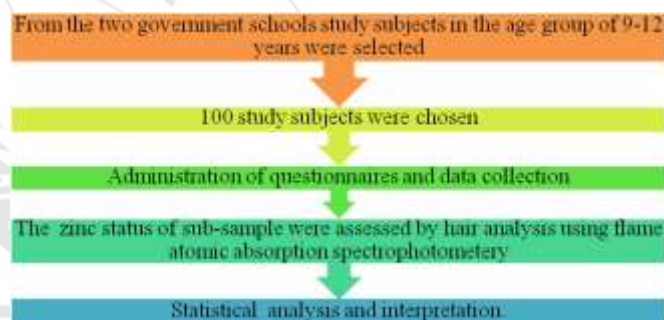 From the two government schools study subjects in the age group of 9-12
years were selected
100 study subjects were chosen
Administration of questionnaires and data collection
The zinc status of sub-sample were assessed by hair analysis using flame
atomic absorption spectrophotometery
Statistical analysis and interpretation.